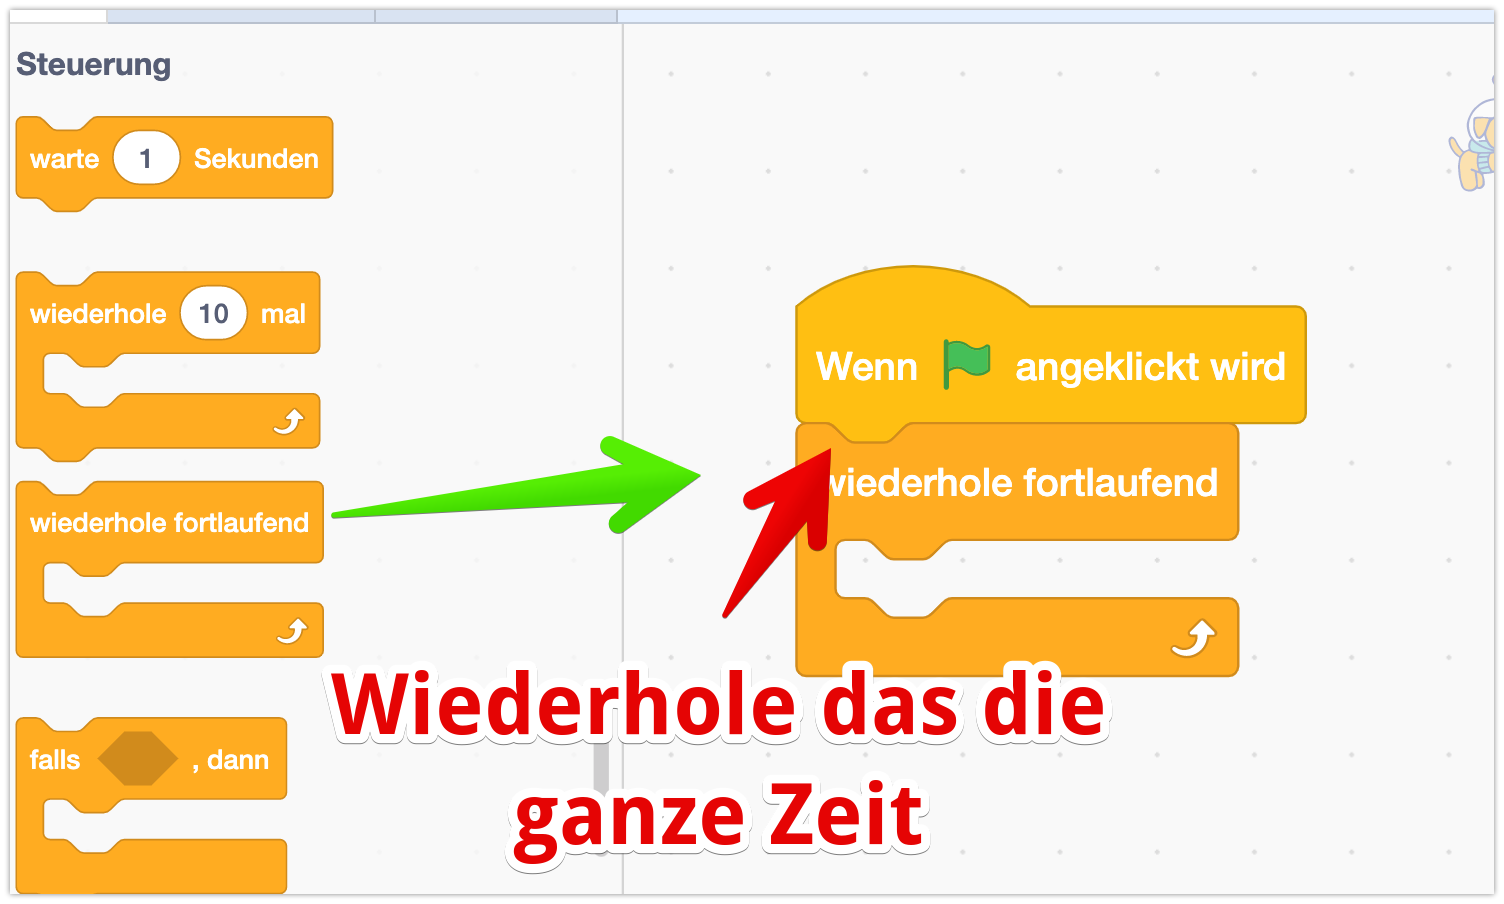 Steuerung
warte 1 Sekunden
wiederhole 10 mal
wiederhole fortlaufend
falls , dann
Wenn angeklickt wird
wiederhole fortlaufend
Wiederhole das die
ganze Zeit